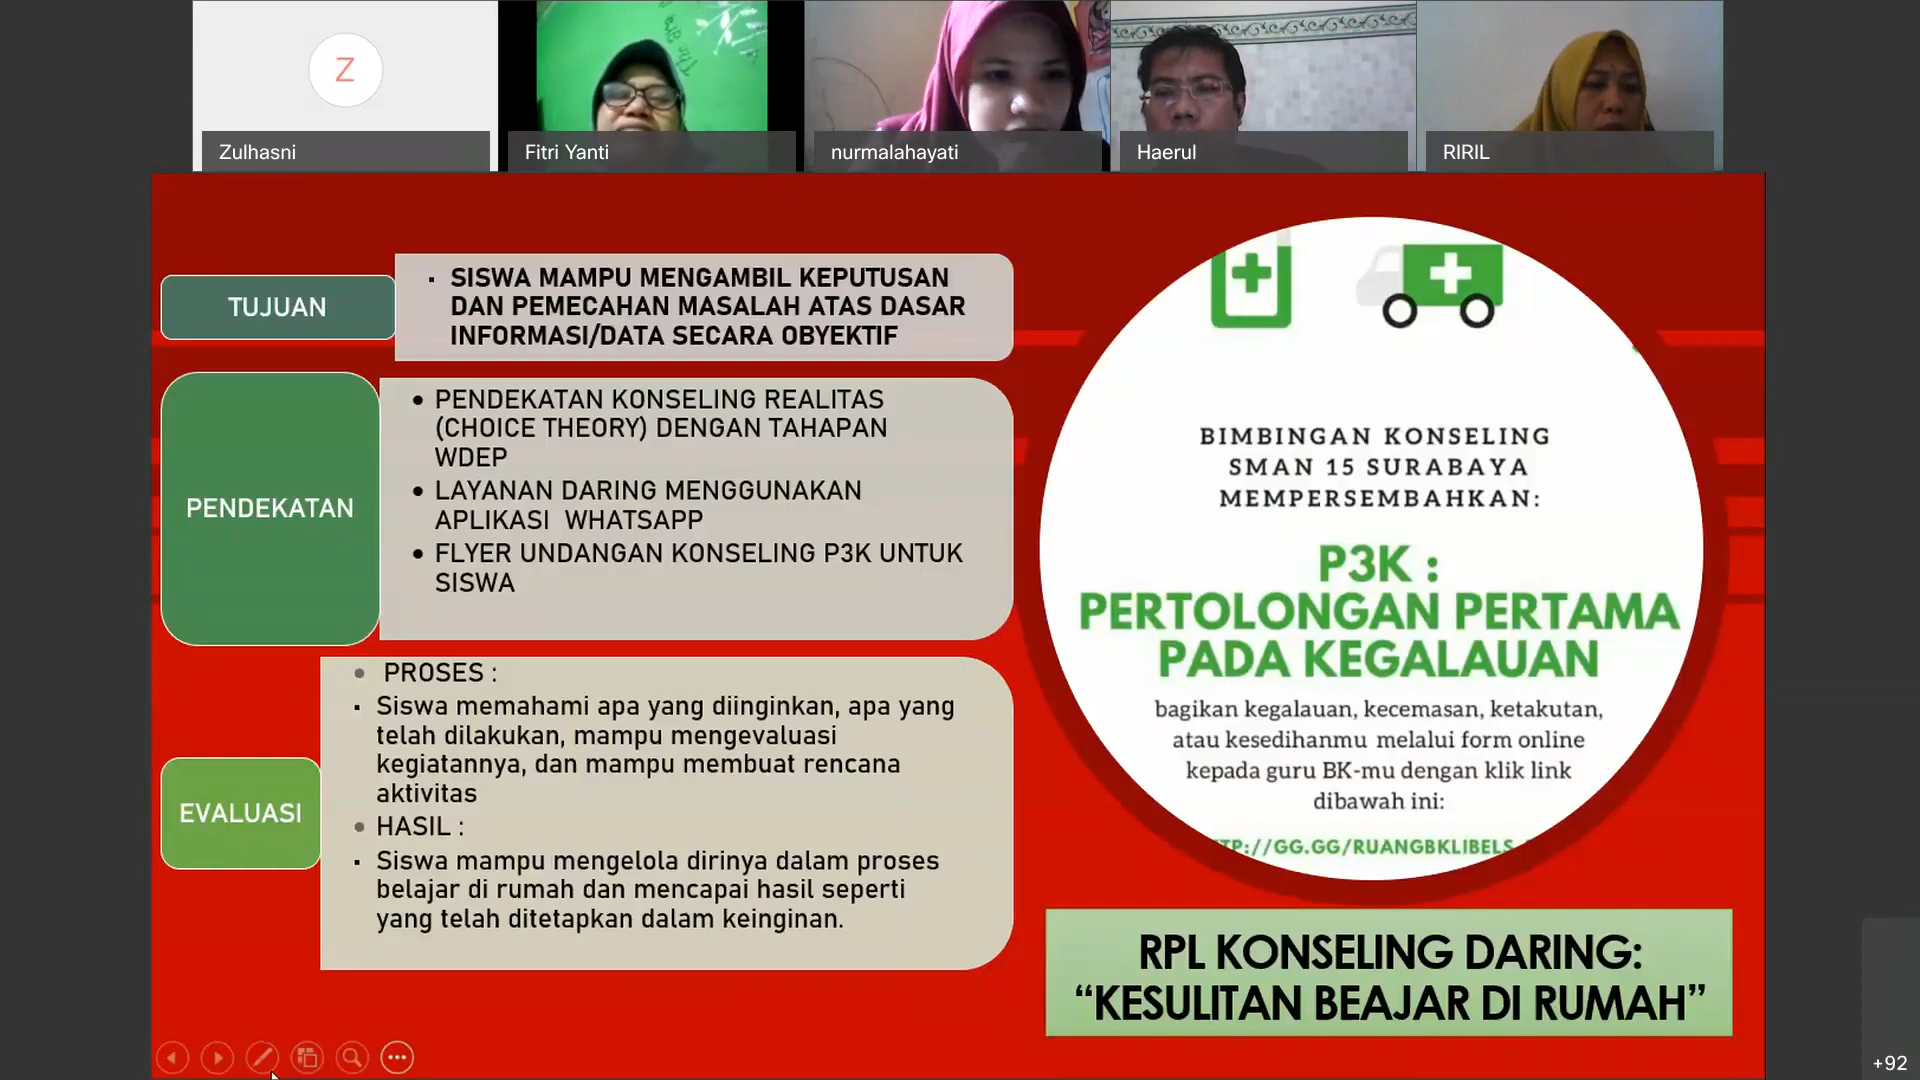 Z
Zulhasni
Fitri Yanti
nurmalahayati
Haerul
RIRIL
TUJUAN
SISWA MAMPU MENGAMBIL KEPUTUSAN
DAN PEMECAHAN MASALAH ATAS DASAR
INFORMASI/DATA SECARA OBYEKTIF
PENDEKATAN
PENDEKATAN KONSELING REALITAS
(CHOICE THEORY) DENGAN TAHAPAN
WDEP
LAYANAN DARING MENGGUNAKAN
APLIKASI WHATSAPP
FLYER UNDANGAN KONSELING P3K UNTUK
SISWA
EVALUASI
PROSES :
Siswa memahami apa yang diinginkan, apa yang
telah dilakukan, mampu mengevaluasi
kegiatannya, dan mampu membuat rencana
aktivitas
HASIL :
Siswa mampu mengelola dirinya dalam proses
belajar di rumah dan mencapai hasil seperti
yang telah ditetapkan dalam keinginan.
BIMBINGAN KONSELING
SMAN 15 SURABAYA
MEMPERSEMBAHKAN:
P3K :
PERTOLONGAN PERTAMA
PADA KEGALAUAN
bagikan kegalauan, kecemasan, ketakutan,
atau kesedihanmu melalui form online
kepada guru BK-mu dengan klik link
dibawah ini:
TP://GG.GG/RUANGBKLIBELS
RPL KONSELING DARING:
“KESULITAN BEAJAR DI RUMAH”
+92